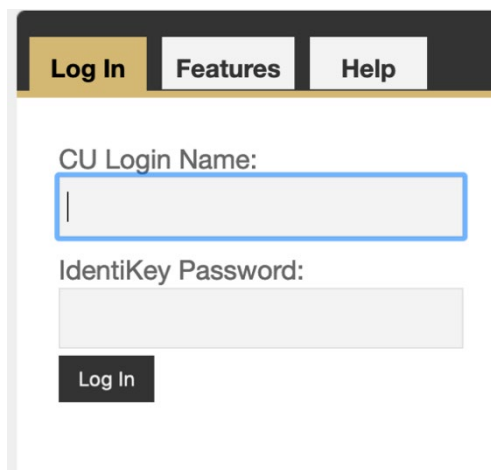 Log In Features Help
CU Login Name:
IdentiKey Password:
Log In